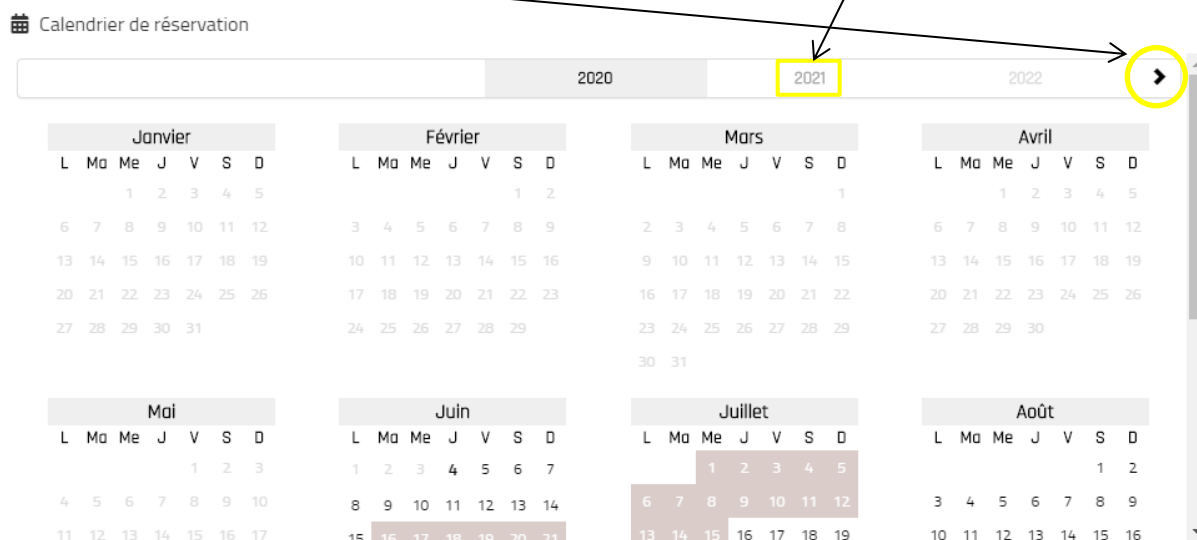 Calendrier de réservation
2020 2021 2022
Janvier Février Mars Avril
L Ma Me J V S D L Ma Me J V S D L Ma Me J V S D L Ma Me J V S D
1 2 3 4 5 1 2 1 1 2 3 4 5
6 7 8 9 10 11 12 3 4 5 6 7 8 9 2 3 4 5 6 7 8 6 7 8 9 10 11 12
13 14 15 16 17 18 19 10 11 12 13 14 15 16 9 10 11 12 13 14 15 13 14 15 16 17 18 19
20 21 22 23 24 25 26 17 18 19 20 21 22 23 16 17 18 19 20 21 22 20 21 22 23 24 25 26
27 28 29 30 31 24 25 26 27 28 29 23 24 25 26 27 28 29 27 28 29 30
30 31
Mai Juin Juillet Août
L Ma Me J V S D L Ma Me J V S D L Ma Me J V S D L Ma Me J V S D
1 2 3 1 2 3 4 5 6 7 1 2 3 4 5 1 2
4 5 6 7 8 9 10 8 9 10 11 12 13 14 6 7 8 9 10 11 12 3 4 5 6 7 8 9
11 12 13 14 15 16 17 15 16 17 18 19 20 21 13 14 15 16 17 18 19 10 11 12 13 14 15 16